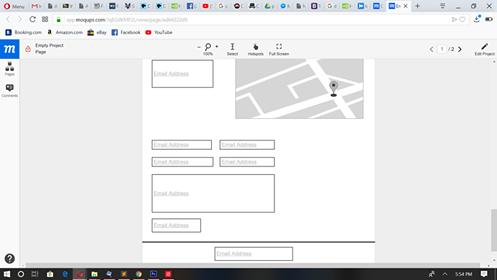 Menu
app.moqups.com
Booking.com
Amazon.com
eBay
Facebook
YouTube
Empty Project
Page
100%
Select
Hotspots
Full Screen
1 / 2
Edit Project
Pages
Comments
Email Address
Email Address
Email Address
Email Address
Email Address
Email Address
Email Address
Email Address
5:54 PM